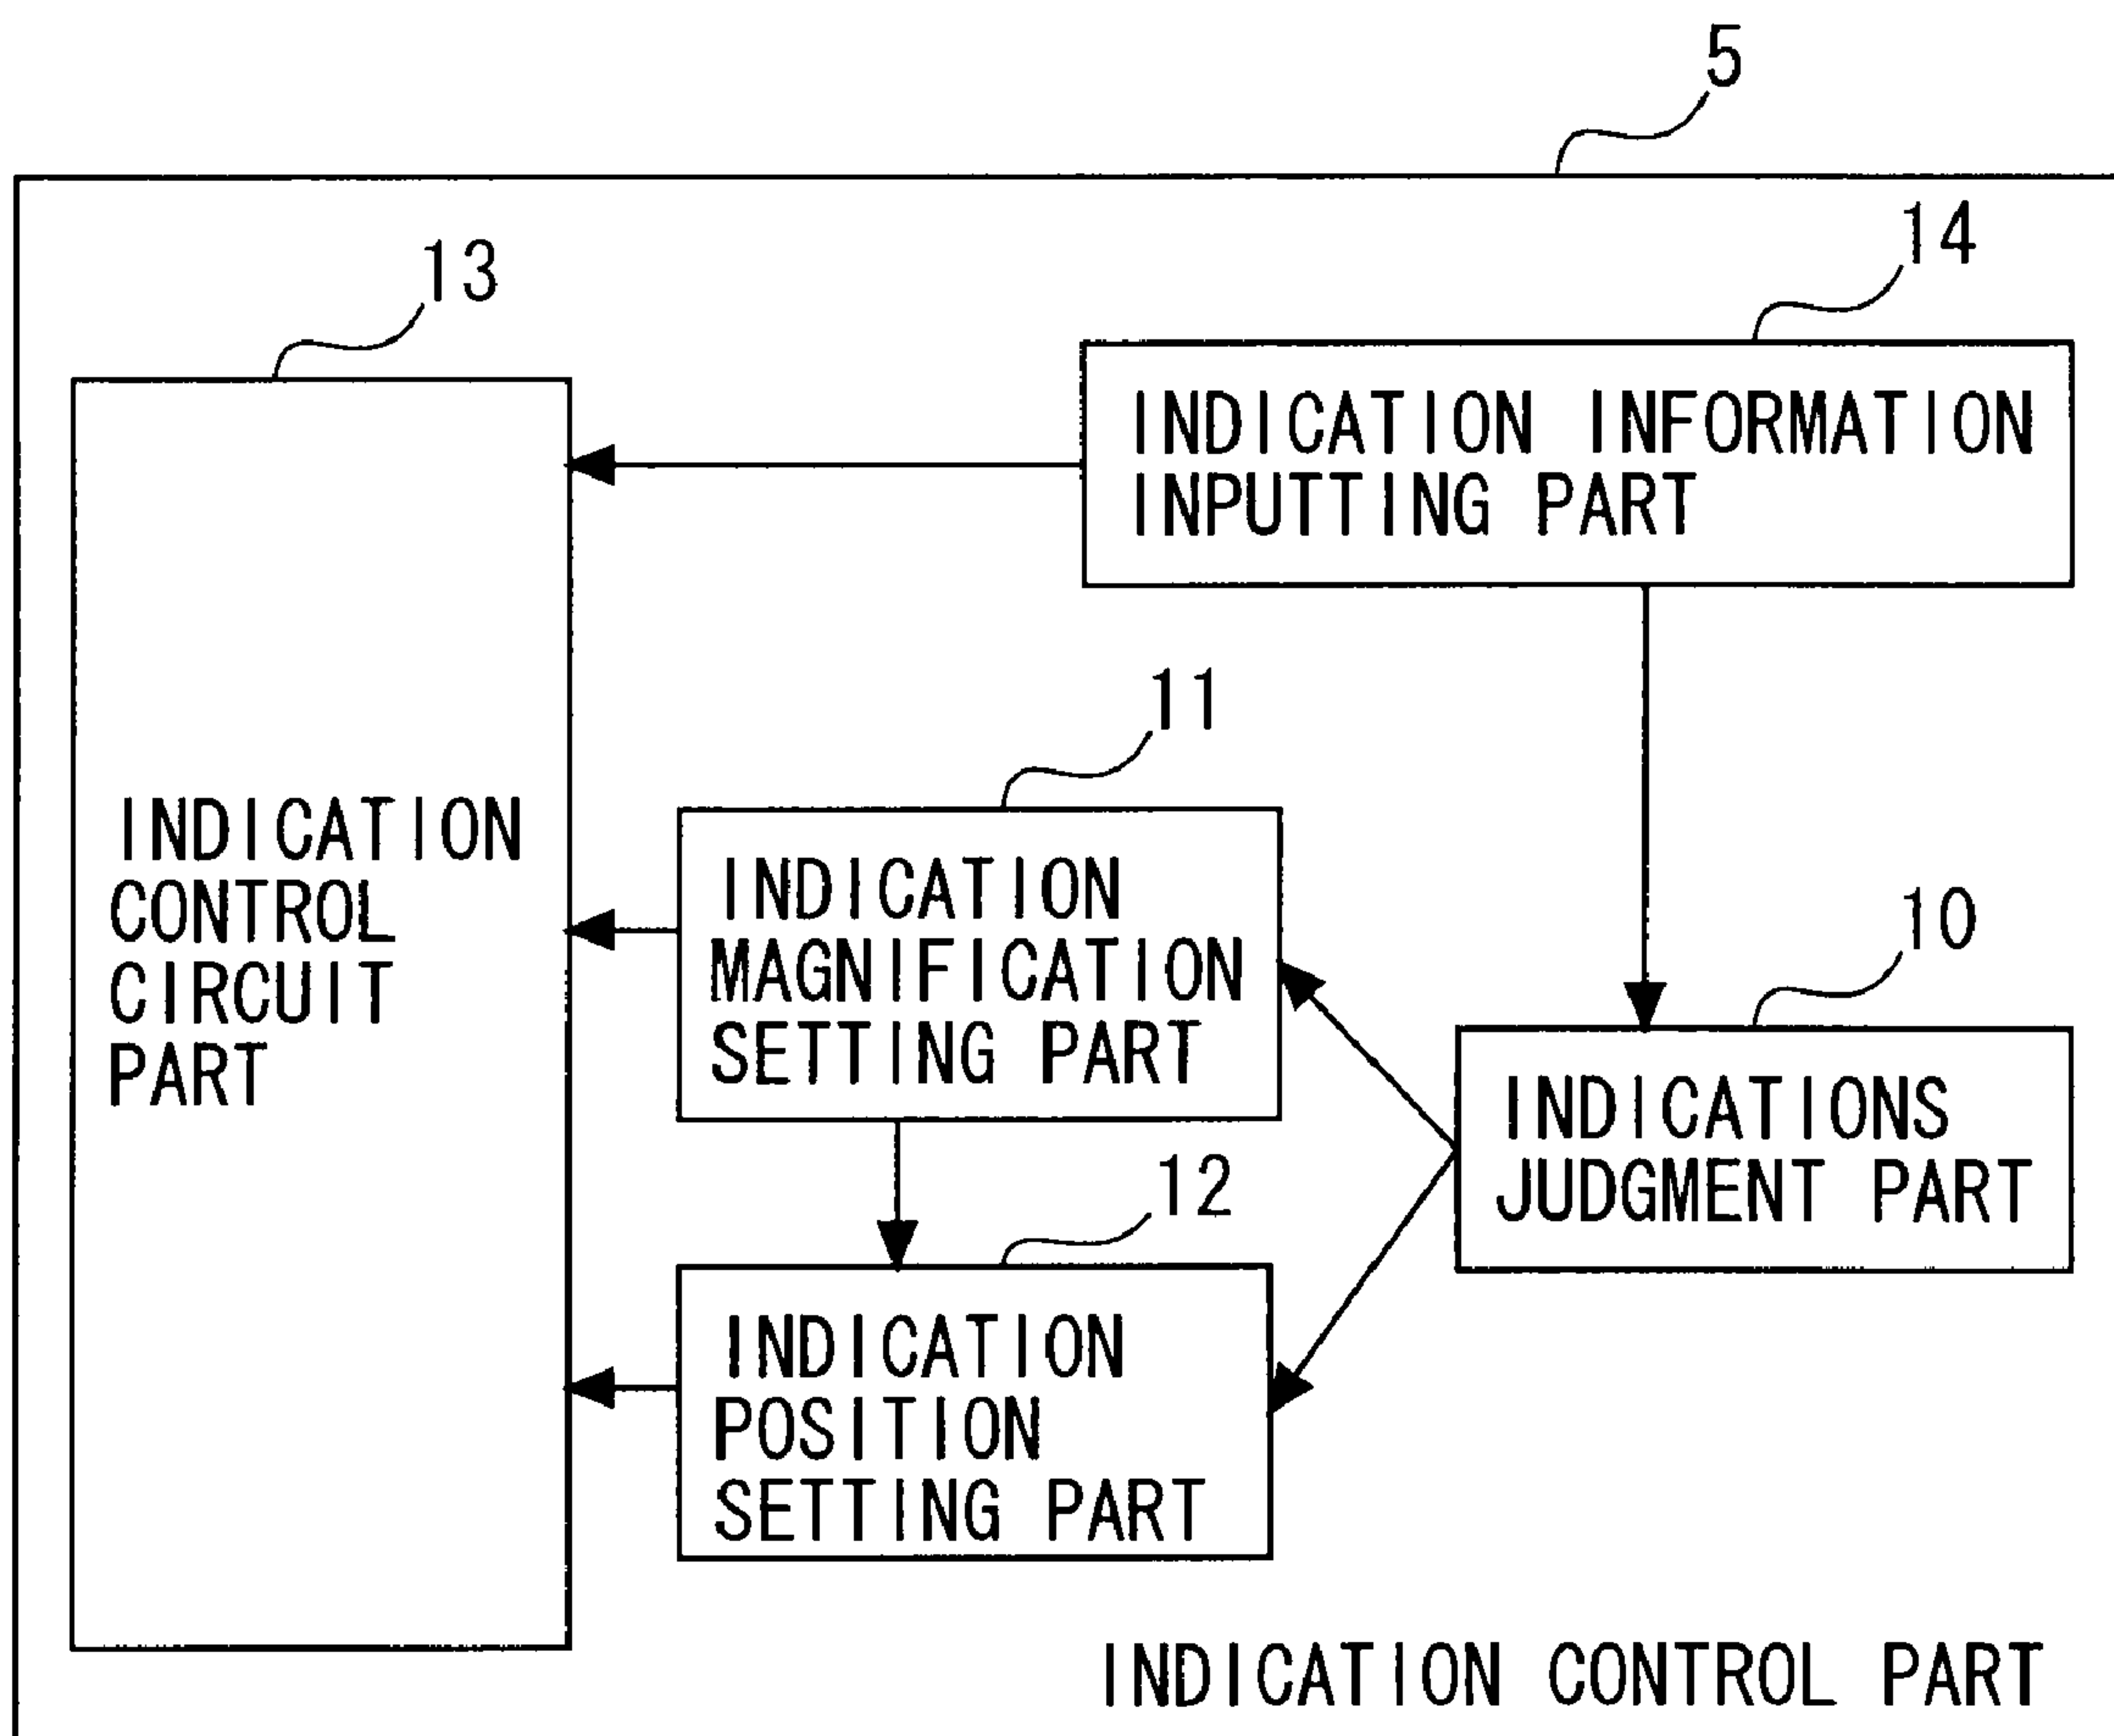 5
14
13
INDICATION INFORMATION
INPUTTING PART
11
INDICATION
CONTROL
CIRCUIT
PART
INDICATION
MAGNIFICATION
SETTING PART
10
INDICATIONS
JUDGMENT PART
12
INDICATION
POSITION
SETTING PART
INDICATION CONTROL PART